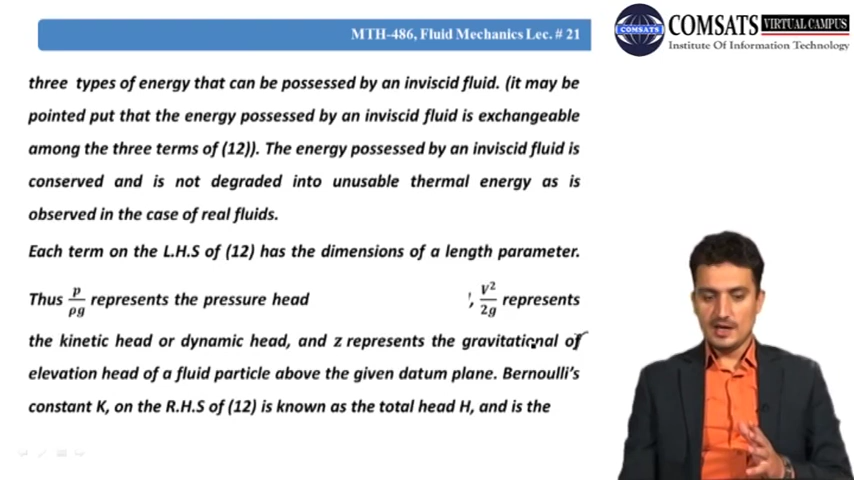 MTH-486, Fluid Mechanics Lec. # 21
COMSATS VIRTUAL CAMPUS
COMSATS
Institute Of Information Technology
three types of energy that can be possessed by an inviscid fluid. (it may be
pointed put that the energy possessed by an inviscid fluid is exchangeable
among the three terms of (12)). The energy possessed by an inviscid fluid is
conserved and is not degraded into unusable thermal energy as is
observed in the case of real fluids.
Each term on the L.H.S of (12) has the dimensions of a length parameter.
Thus p/ρg represents the pressure head ', V²/2g represents
the kinetic head or dynamic head, and z represents the gravitational of
elevation head of a fluid particle above the given datum plane. Bernoulli's
constant K, on the R.H.S of (12) is known as the total head H, and is the